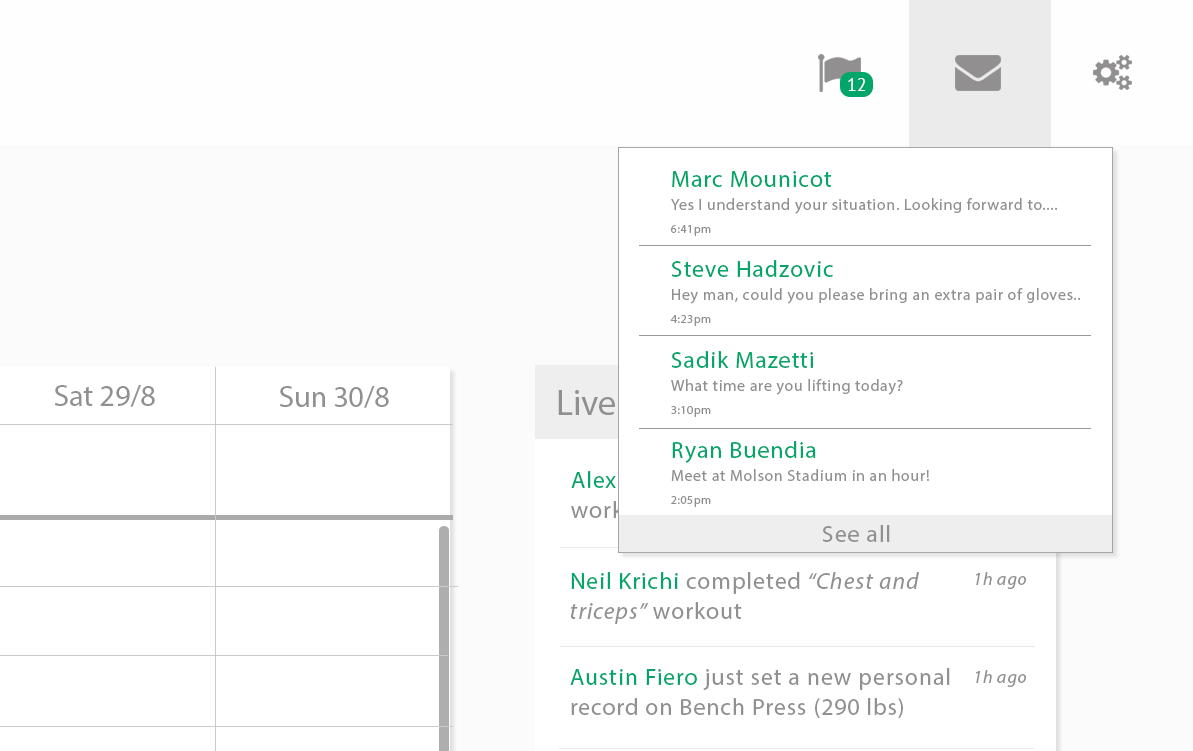 12
Marc Mounicot
Yes I understand your situation. Looking forward to....
6:41pm
Steve Hadzovic
Hey man, could you please bring an extra pair of gloves..
4:23pm
Sadik Mazetti
What time are you lifting today?
3:10pm
Ryan Buendia
Meet at Molson Stadium in an hour!
2:05pm
See all
Sat 29/8
Sun 30/8
Live
Alex
work
Neil Krichi completed “Chest and
triceps” workout
1h ago
Austin Fiero just set a new personal
record on Bench Press (290 lbs)
1h ago